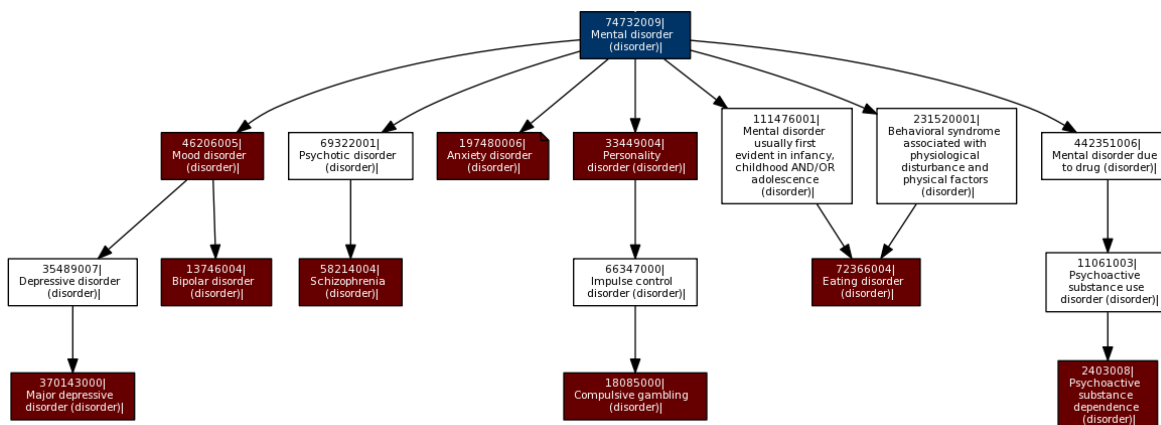 74732009|
Mental disorder
(disorder)|
46206005|
Mood disorder
(disorder)|
69322001|
Psychotic disorder
(disorder)|
197480006|
Anxiety disorder
(disorder)|
33449004|
Personality
disorder (disorder)|
111476001|
Mental disorder
usually first
evident in infancy,
childhood AND/OR
adolescence
(disorder)|
231520001|
Behavioral syndrome
associated with
physiological
disturbance and
physical factors
(disorder)|
442351006|
Mental disorder due
to drug (disorder)|
35489007|
Depressive disorder
(disorder)|
13746004|
Bipolar disorder
(disorder)|
58214004|
Schizophrenia
(disorder)|
66347000|
Impulse control
disorder (disorder)|
72366004|
Eating disorder
(disorder)|
11061003|
Psychoactive
substance use
disorder (disorder)|
370143000|
Major depressive
disorder (disorder)|
18085000|
Compulsive gambling
(disorder)|
2403008|
Psychoactive
substance
dependence
(disorder)|